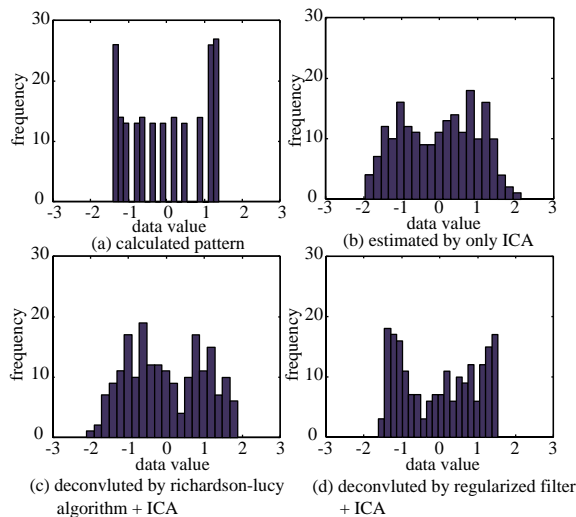 30
20
10
0
-3 -2 -1 0 1 2 3
frequency
data value
(a) calculated pattern
30
20
10
0
-3 -2 -1 0 1 2 3
frequency
data value
(b) estimated by only ICA
30
20
10
0
-3 -2 -1 0 1 2 3
frequency
data value
(c) deconvluted by richardson-lucy
algorithm + ICA
30
20
10
0
-3 -2 -1 0 1 2 3
frequency
data value
(d) deconvluted by regularized filter
+ ICA